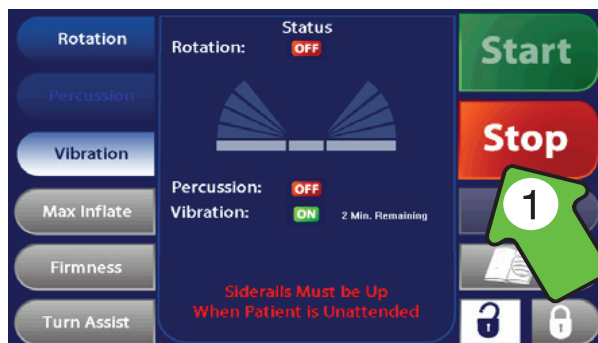 Rotation
Percussion
Vibration
Max Inflate
Firmness
Turn Assist
Status
Rotation: OFF
Percussion: OFF
Vibration: ON 2 Min. Remaining
Siderails Must be Up
When Patient is Unattended
Start
Stop
1